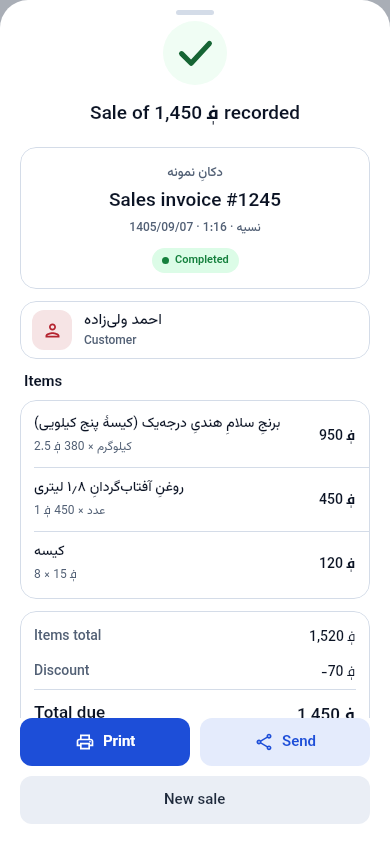 Sale of 1,450 ؋ recorded
دکانِ نمونه
Sales invoice #1245
1405/09/07 · 1:16 · نسیه
Completed
احمد ولی‌زاده
Customer
Items
برنجِ سلامِ هندیِ درجه‌یک (کیسهٔ پنج کیلویی)
950 ؋
2.5 کیلوگرم × 380 ؋
روغنِ آفتاب‌گردانِ ۱٫۸ لیتری
450 ؋
1 عدد × 450 ؋
کیسه
120 ؋
8 × 15 ؋
Items total 1,520 ؋
Discount -70 ؋
Total due 1,450 ؋
Print
Send
New sale